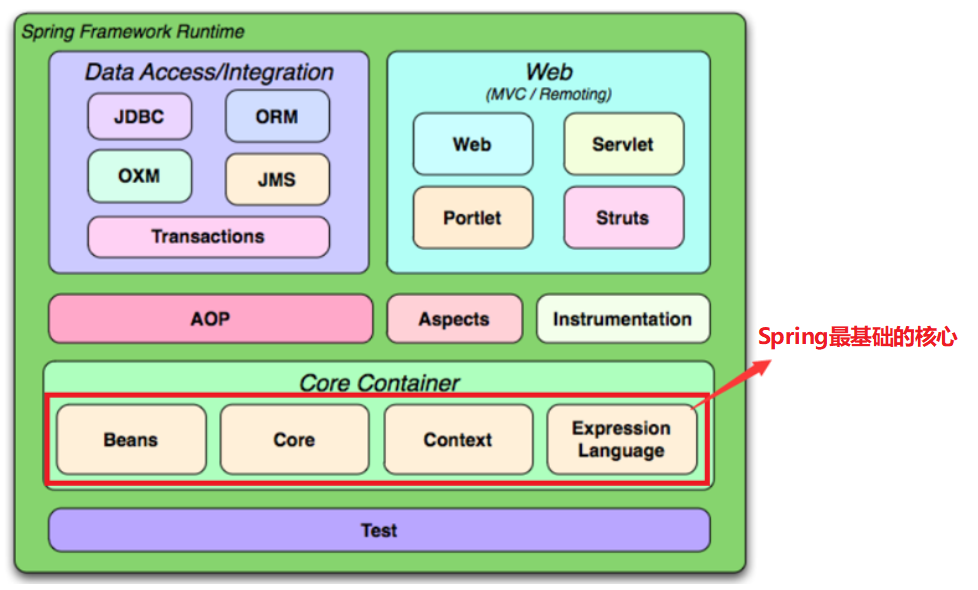 Spring Framework Runtime
Data Access/Integration
JDBC
ORM
OXM
JMS
Transactions
Web
(MVC / Remoting)
Web
Servlet
Portlet
Struts
AOP
Aspects
Instrumentation
Spring最基础的核心
Core Container
Beans
Core
Context
Expression
Language
Test